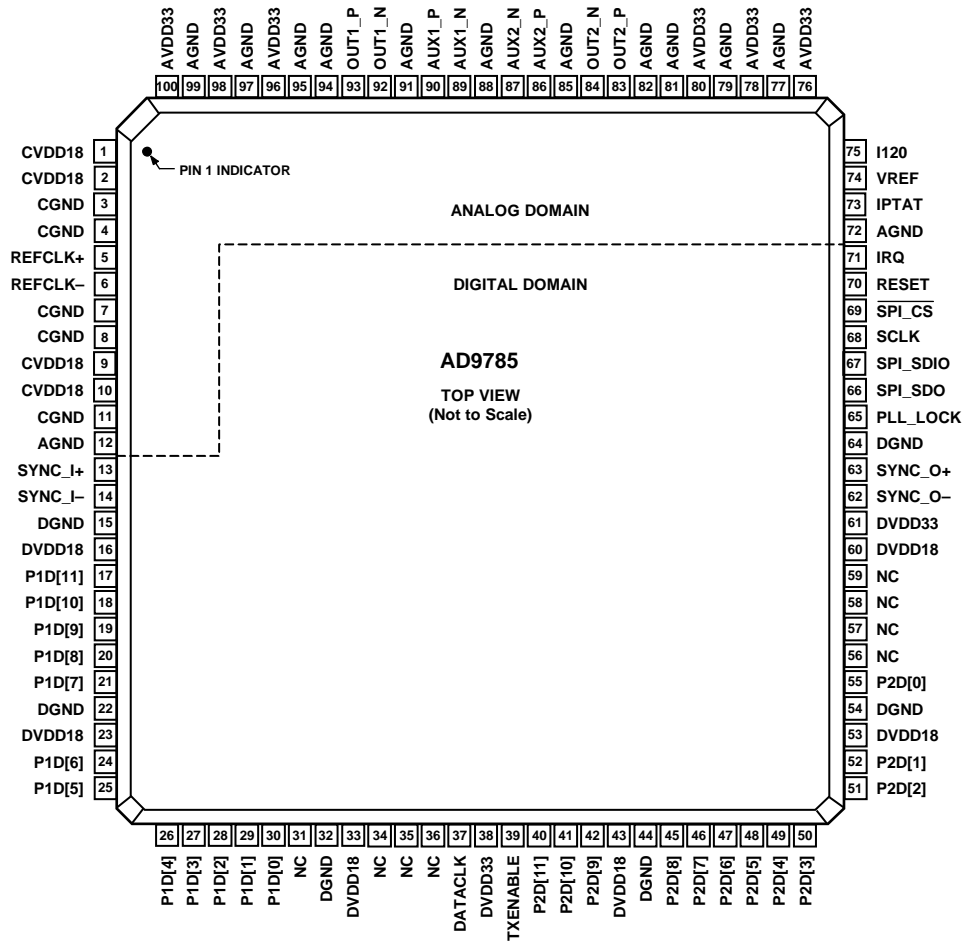 AVDD33
AGND
AVDD33
AGND
AVDD33
AGND
AGND
OUT1_P
OUT1_N
AGND
AUX1_P
AUX1_N
AGND
AUX2_N
AUX2_P
AGND
OUT2_N
OUT2_P
AGND
AGND
AVDD33
AGND
AVDD33
AGND
AVDD33
100 99 98 97 96 95 94 93 92 91 90 89 88 87 86 85 84 83 82 81 80 79 78 77 76
CVDD18 1
CVDD18 2
CGND 3
CGND 4
REFCLK+ 5
REFCLK– 6
CGND 7
CGND 8
CVDD18 9
CVDD18 10
CGND 11
AGND 12
SYNC_I+ 13
SYNC_I– 14
DGND 15
DVDD18 16
P1D[11] 17
P1D[10] 18
P1D[9] 19
P1D[8] 20
P1D[7] 21
DGND 22
DVDD18 23
P1D[6] 24
P1D[5] 25
PIN 1 INDICATOR
ANALOG DOMAIN
DIGITAL DOMAIN
AD9785
TOP VIEW
(Not to Scale)
75 I120
74 VREF
73 IPTAT
72 AGND
71 IRQ
70 RESET
69 SPI_CS
68 SCLK
67 SPI_SDIO
66 SPI_SDO
65 PLL_LOCK
64 DGND
63 SYNC_O+
62 SYNC_O–
61 DVDD33
60 DVDD18
59 NC
58 NC
57 NC
56 NC
55 P2D[0]
54 DGND
53 DVDD18
52 P2D[1]
51 P2D[2]
26 27 28 29 30 31 32 33 34 35 36 37 38 39 40 41 42 43 44 45 46 47 48 49 50
P1D[4]
P1D[3]
P1D[2]
P1D[1]
P1D[0]
NC
DGND
DVDD18
NC
NC
NC
DATACLK
DVDD33
TXENABLE
P2D[11]
P2D[10]
P2D[9]
DVDD18
DGND
P2D[8]
P2D[7]
P2D[6]
P2D[5]
P2D[4]
P2D[3]